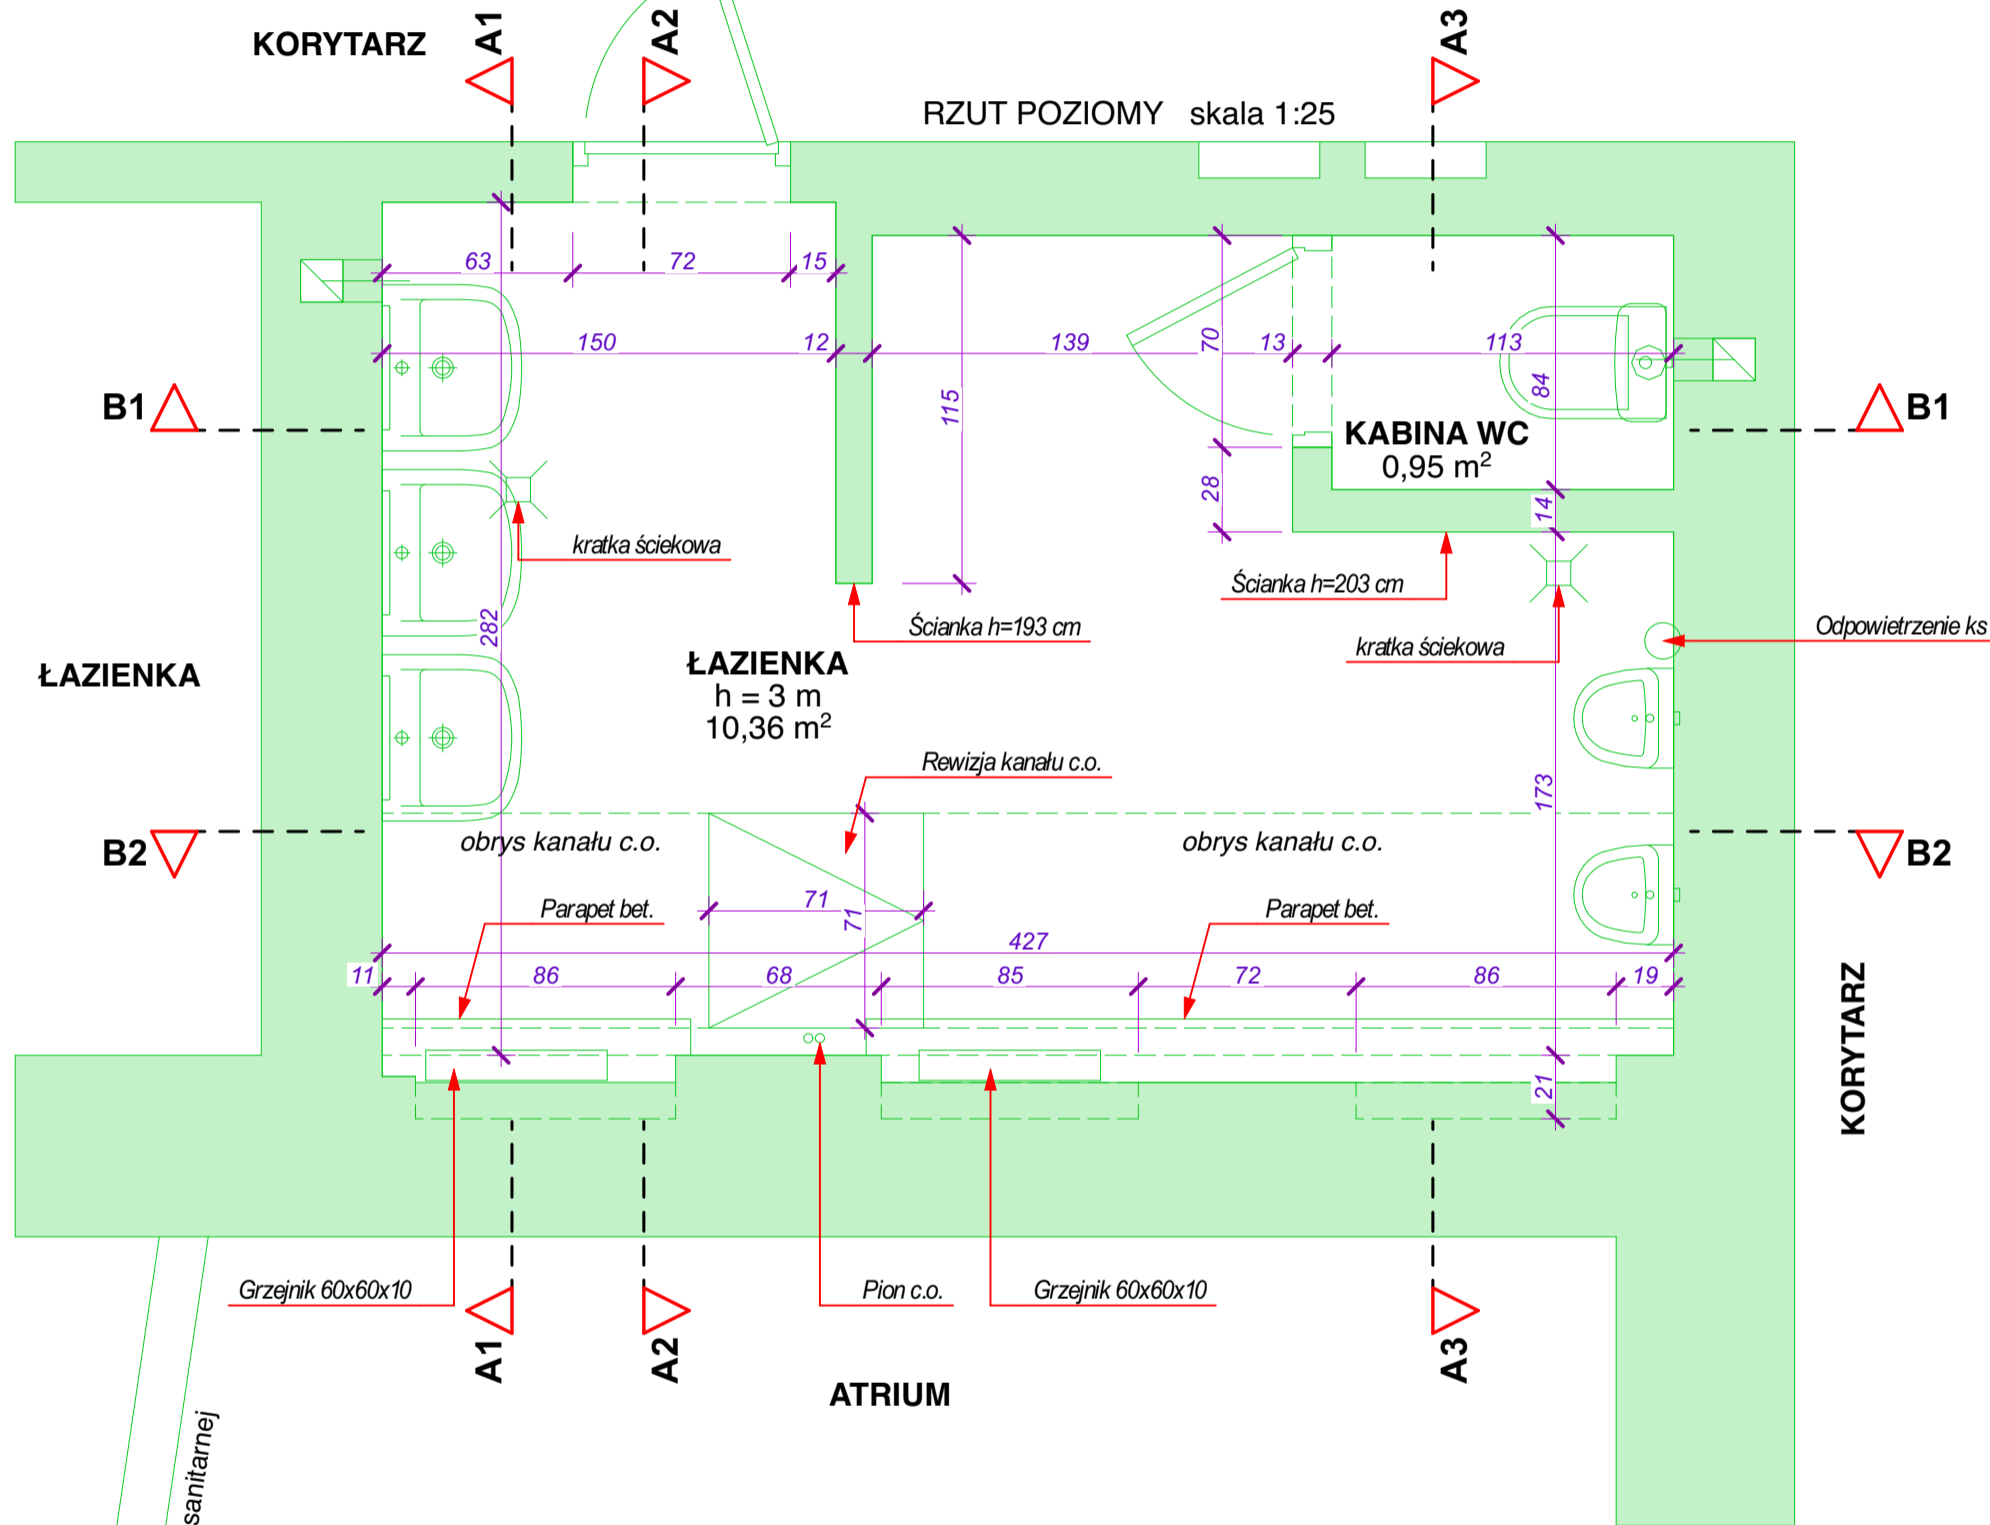 A1
A2
A3
KORYTARZ
RZUT POZIOMY skala 1:25
63
72
15
150
12
139
70
13
113
84
115
B1
B1
KABINA WC
0,95 m²
28
14
kratka ściekowa
Ścianka h=203 cm
282
Ścianka h=193 cm
Odpowietrzenie ks
kratka ściekowa
ŁAZIENKA
ŁAZIENKA
h = 3 m
10,36 m²
Rewizja kanału c.o.
173
B2
obrys kanału c.o.
obrys kanału c.o.
B2
71
71
Parapet bet.
Parapet bet.
427
11
86
68
85
72
86
19
KORYTARZ
21
Grzejnik 60x60x10
Pion c.o.
Grzejnik 60x60x10
A1
A2
A3
ATRIUM
sanitarnej